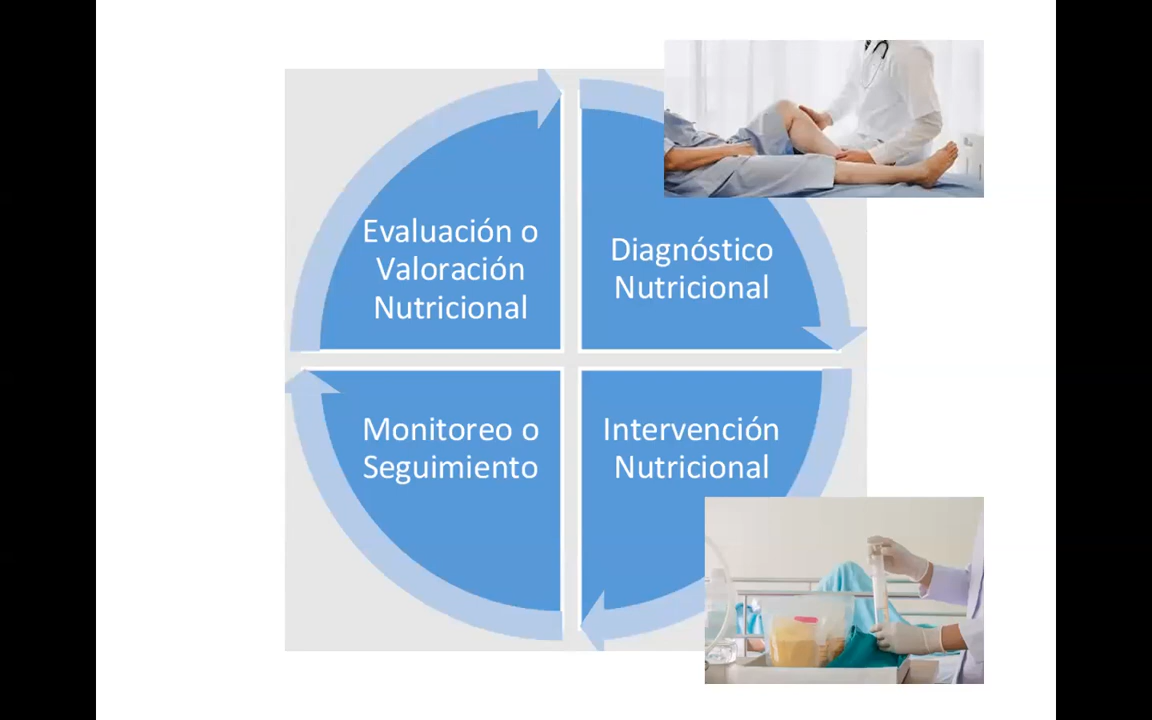 Evaluación o
Valoración
Nutricional
Diagnóstico
Nutricional
Monitoreo o
Seguimiento
Intervención
Nutricional